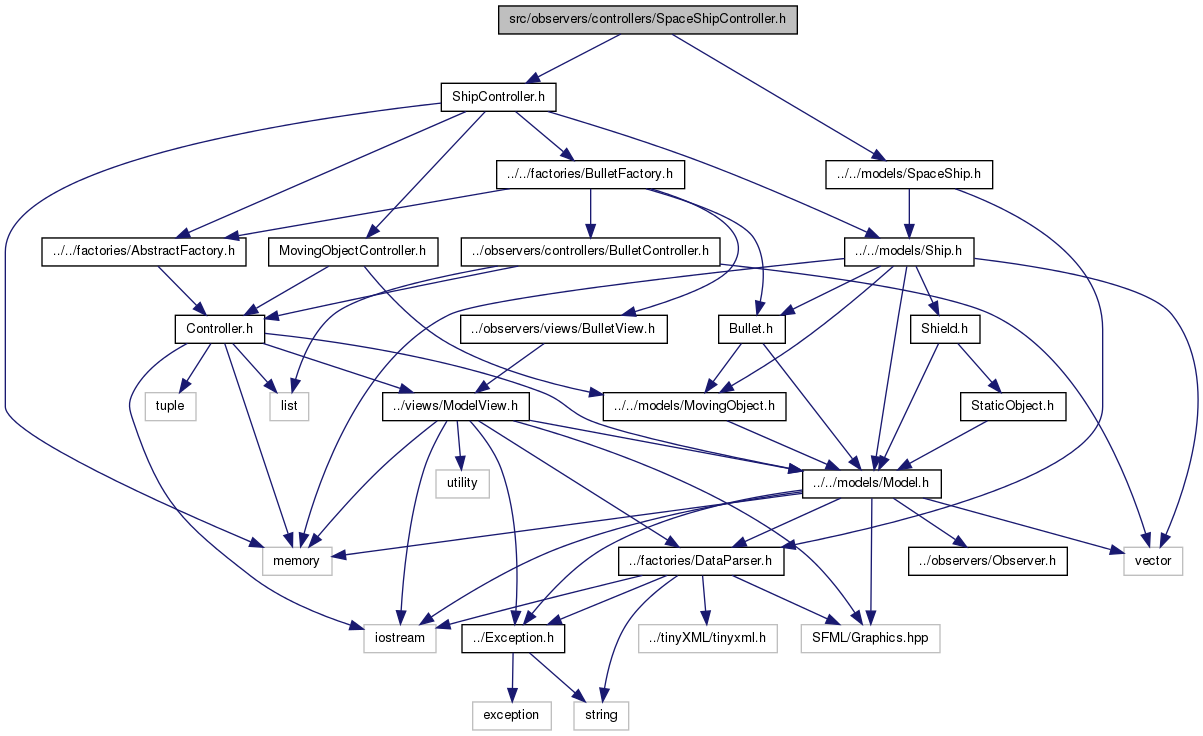 src/observers/controllers/SpaceShipController.h
ShipController.h
../../factories/BulletFactory.h
../../models/SpaceShip.h
../../factories/AbstractFactory.h
MovingObjectController.h
../observers/controllers/BulletController.h
../../models/Ship.h
Controller.h
../observers/views/BulletView.h
Bullet.h
Shield.h
tuple
list
../views/ModelView.h
../../models/MovingObject.h
StaticObject.h
utility
../../models/Model.h
memory
../factories/DataParser.h
../observers/Observer.h
vector
iostream
../Exception.h
../tinyXML/tinyxml.h
SFML/Graphics.hpp
exception
string